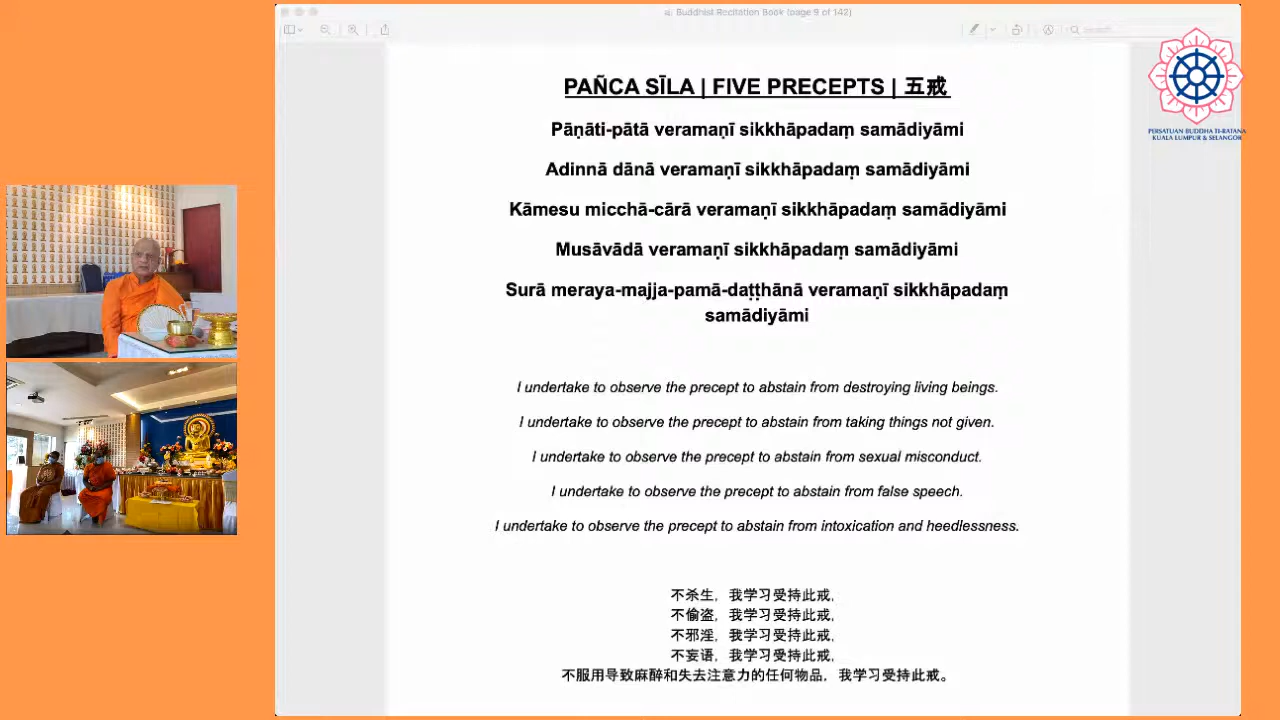 Buddhist Recitation Book (page 9 of 142)
Search
PERSATUAN BUDDHA TI-RATANA
KUALA LUMPUR & SELANGOR
PAÑCA SĪLA | FIVE PRECEPTS | 五戒
Pāṇāti-pātā veramaṇī sikkhāpadaṃ samādiyāmi
Adinnā dānā veramaṇī sikkhāpadaṃ samādiyāmi
Kāmesu micchā-cārā veramaṇī sikkhāpadaṃ samādiyāmi
Musāvādā veramaṇī sikkhāpadaṃ samādiyāmi
Surā meraya-majja-pamā-daṭṭhānā veramaṇī sikkhāpadaṃ
samādiyāmi
I undertake to observe the precept to abstain from destroying living beings.
I undertake to observe the precept to abstain from taking things not given.
I undertake to observe the precept to abstain from sexual misconduct.
I undertake to observe the precept to abstain from false speech.
I undertake to observe the precept to abstain from intoxication and heedlessness.
不杀生，我学习受持此戒,
不偷盗，我学习受持此戒,
不邪淫，我学习受持此戒,
不妄语，我学习受持此戒,
不服用导致麻醉和失去注意力的任何物品，我学习受持此戒。